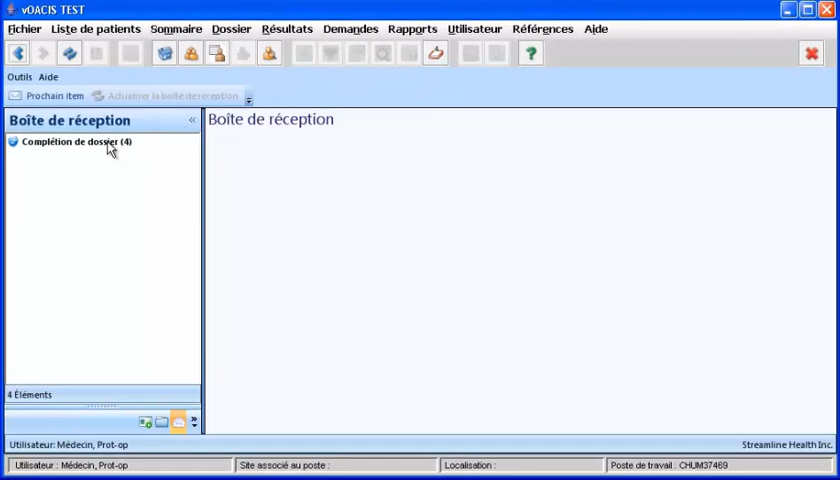 vOACIS TEST
Fichier Liste de patients Sommaire Dossier Résultats Demandes Rapports Utilisateur Références Aide
Outils Aide
Prochain item Actualiser la boîte de réception
Boîte de réception «
Boîte de réception
Complétion de dossier (4)
4 Éléments
Utilisateur: Médecin, Prot-op Streamline Health Inc.
Utilisateur : Médecin, Prot-op Site associé au poste : Localisation : Poste de travail : CHUM37469